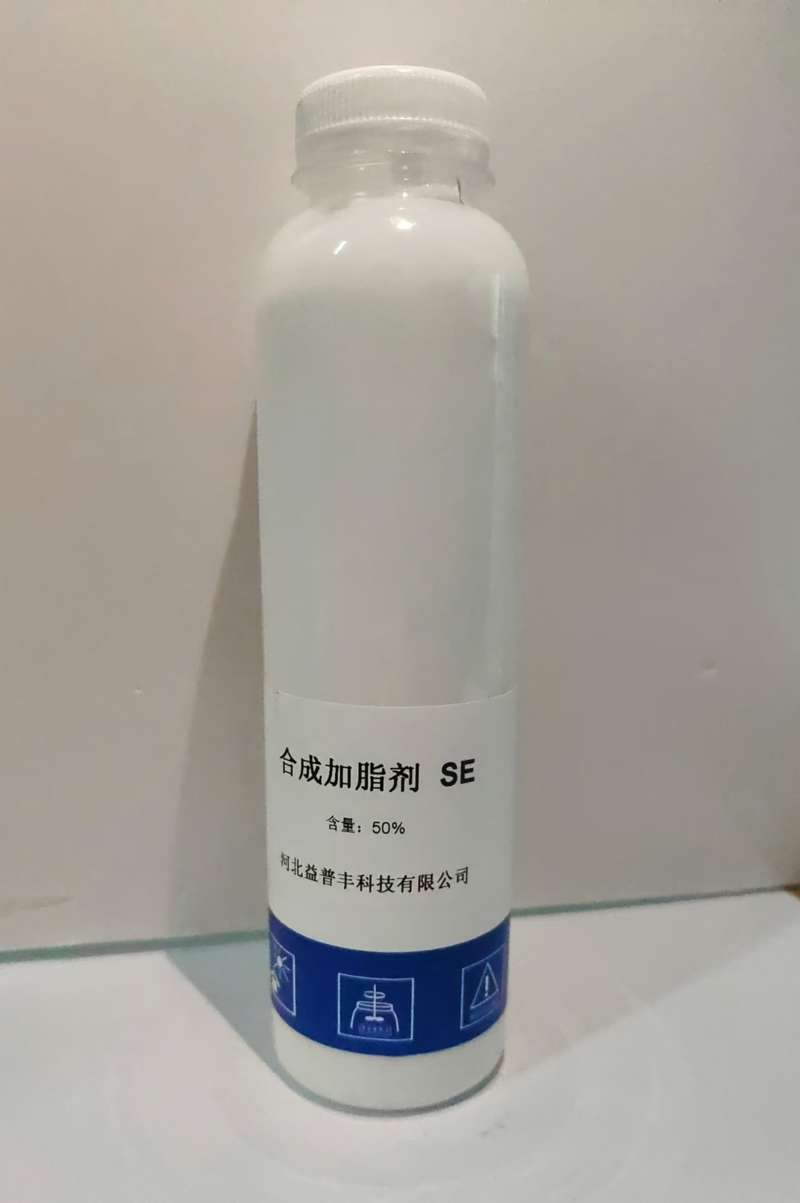 合成加脂剂 SE
含量：50%
河北益普丰科技有限公司